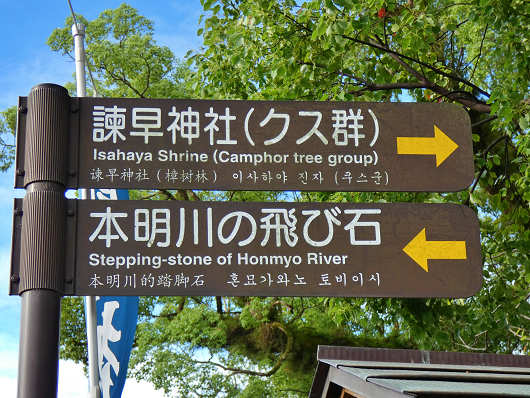 諫早神社(クス群)
Isahaya Shrine (Camphor tree group)
諫早神社(樟树林) 이사하야 진자 (쿠스군)
本明川の飛び石
Stepping-stone of Honmyo River
本明川的踏脚石 혼묘가와노 토비이시